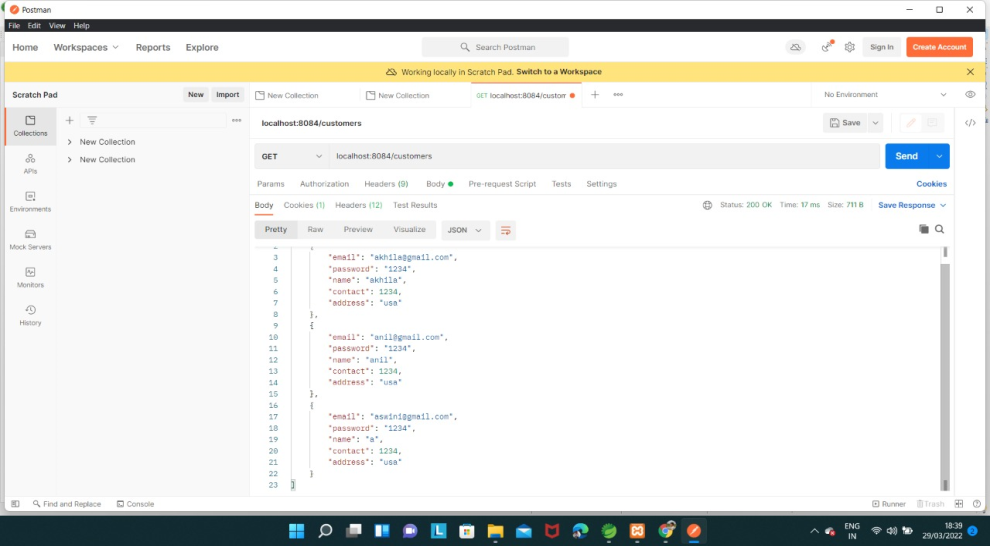 Postman
File Edit View Help
Home Workspaces Reports Explore Search Postman Sign In Create Account
Working locally in Scratch Pad. Switch to a Workspace
Scratch Pad New Import New Collection New Collection GET localhost:8084/custom No Environment
localhost:8084/customers Save
Collections
New Collection
New Collection
APIs
Environments
Mock Servers
Monitors
History
GET localhost:8084/customers Send
Params Authorization Headers (9) Body Pre-request Script Tests Settings Cookies
Body Cookies (1) Headers (12) Test Results Status: 200 OK Time: 17 ms Size: 711 B Save Response
Pretty Raw Preview Visualize JSON
3 "email": "akhila@gmail.com",
4 "password": "1234",
5 "name": "akhila",
6 "contact": 1234,
7 "address": "usa"
8 },
9 {
10 "email": "anil@gmail.com",
11 "password": "1234",
12 "name": "anil",
13 "contact": 1234,
14 "address": "usa"
15 },
16 {
17 "email": "aswini@gmail.com",
18 "password": "1234",
19 "name": "a",
20 "contact": 1234,
21 "address": "usa"
22 }
23 ]
Find and Replace Console Runner Trash
ENG
IN
18:39
29/03/2022
2